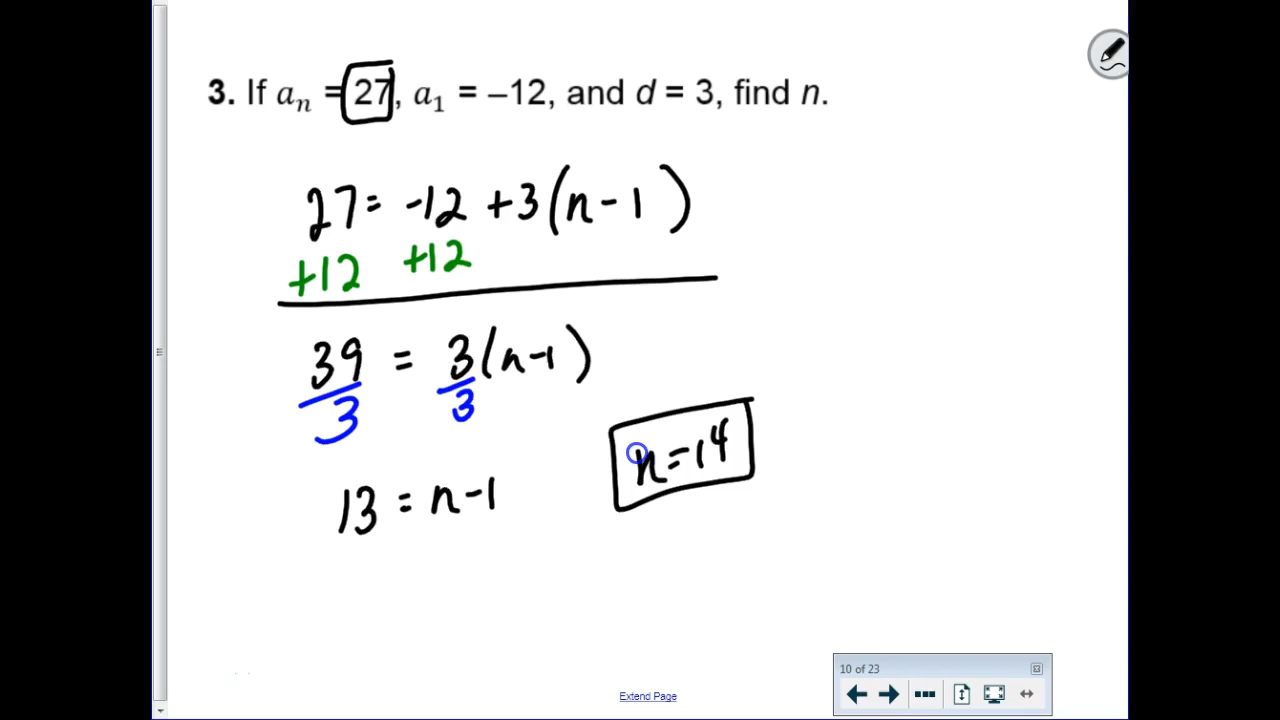 3. If aₙ = 27, a₁ = –12, and d = 3, find n.
27 = -12 + 3(n - 1)
+12 +12
39 = 3(n-1)
3 3
n = 14
13 = n-1
10 of 23
Extend Page